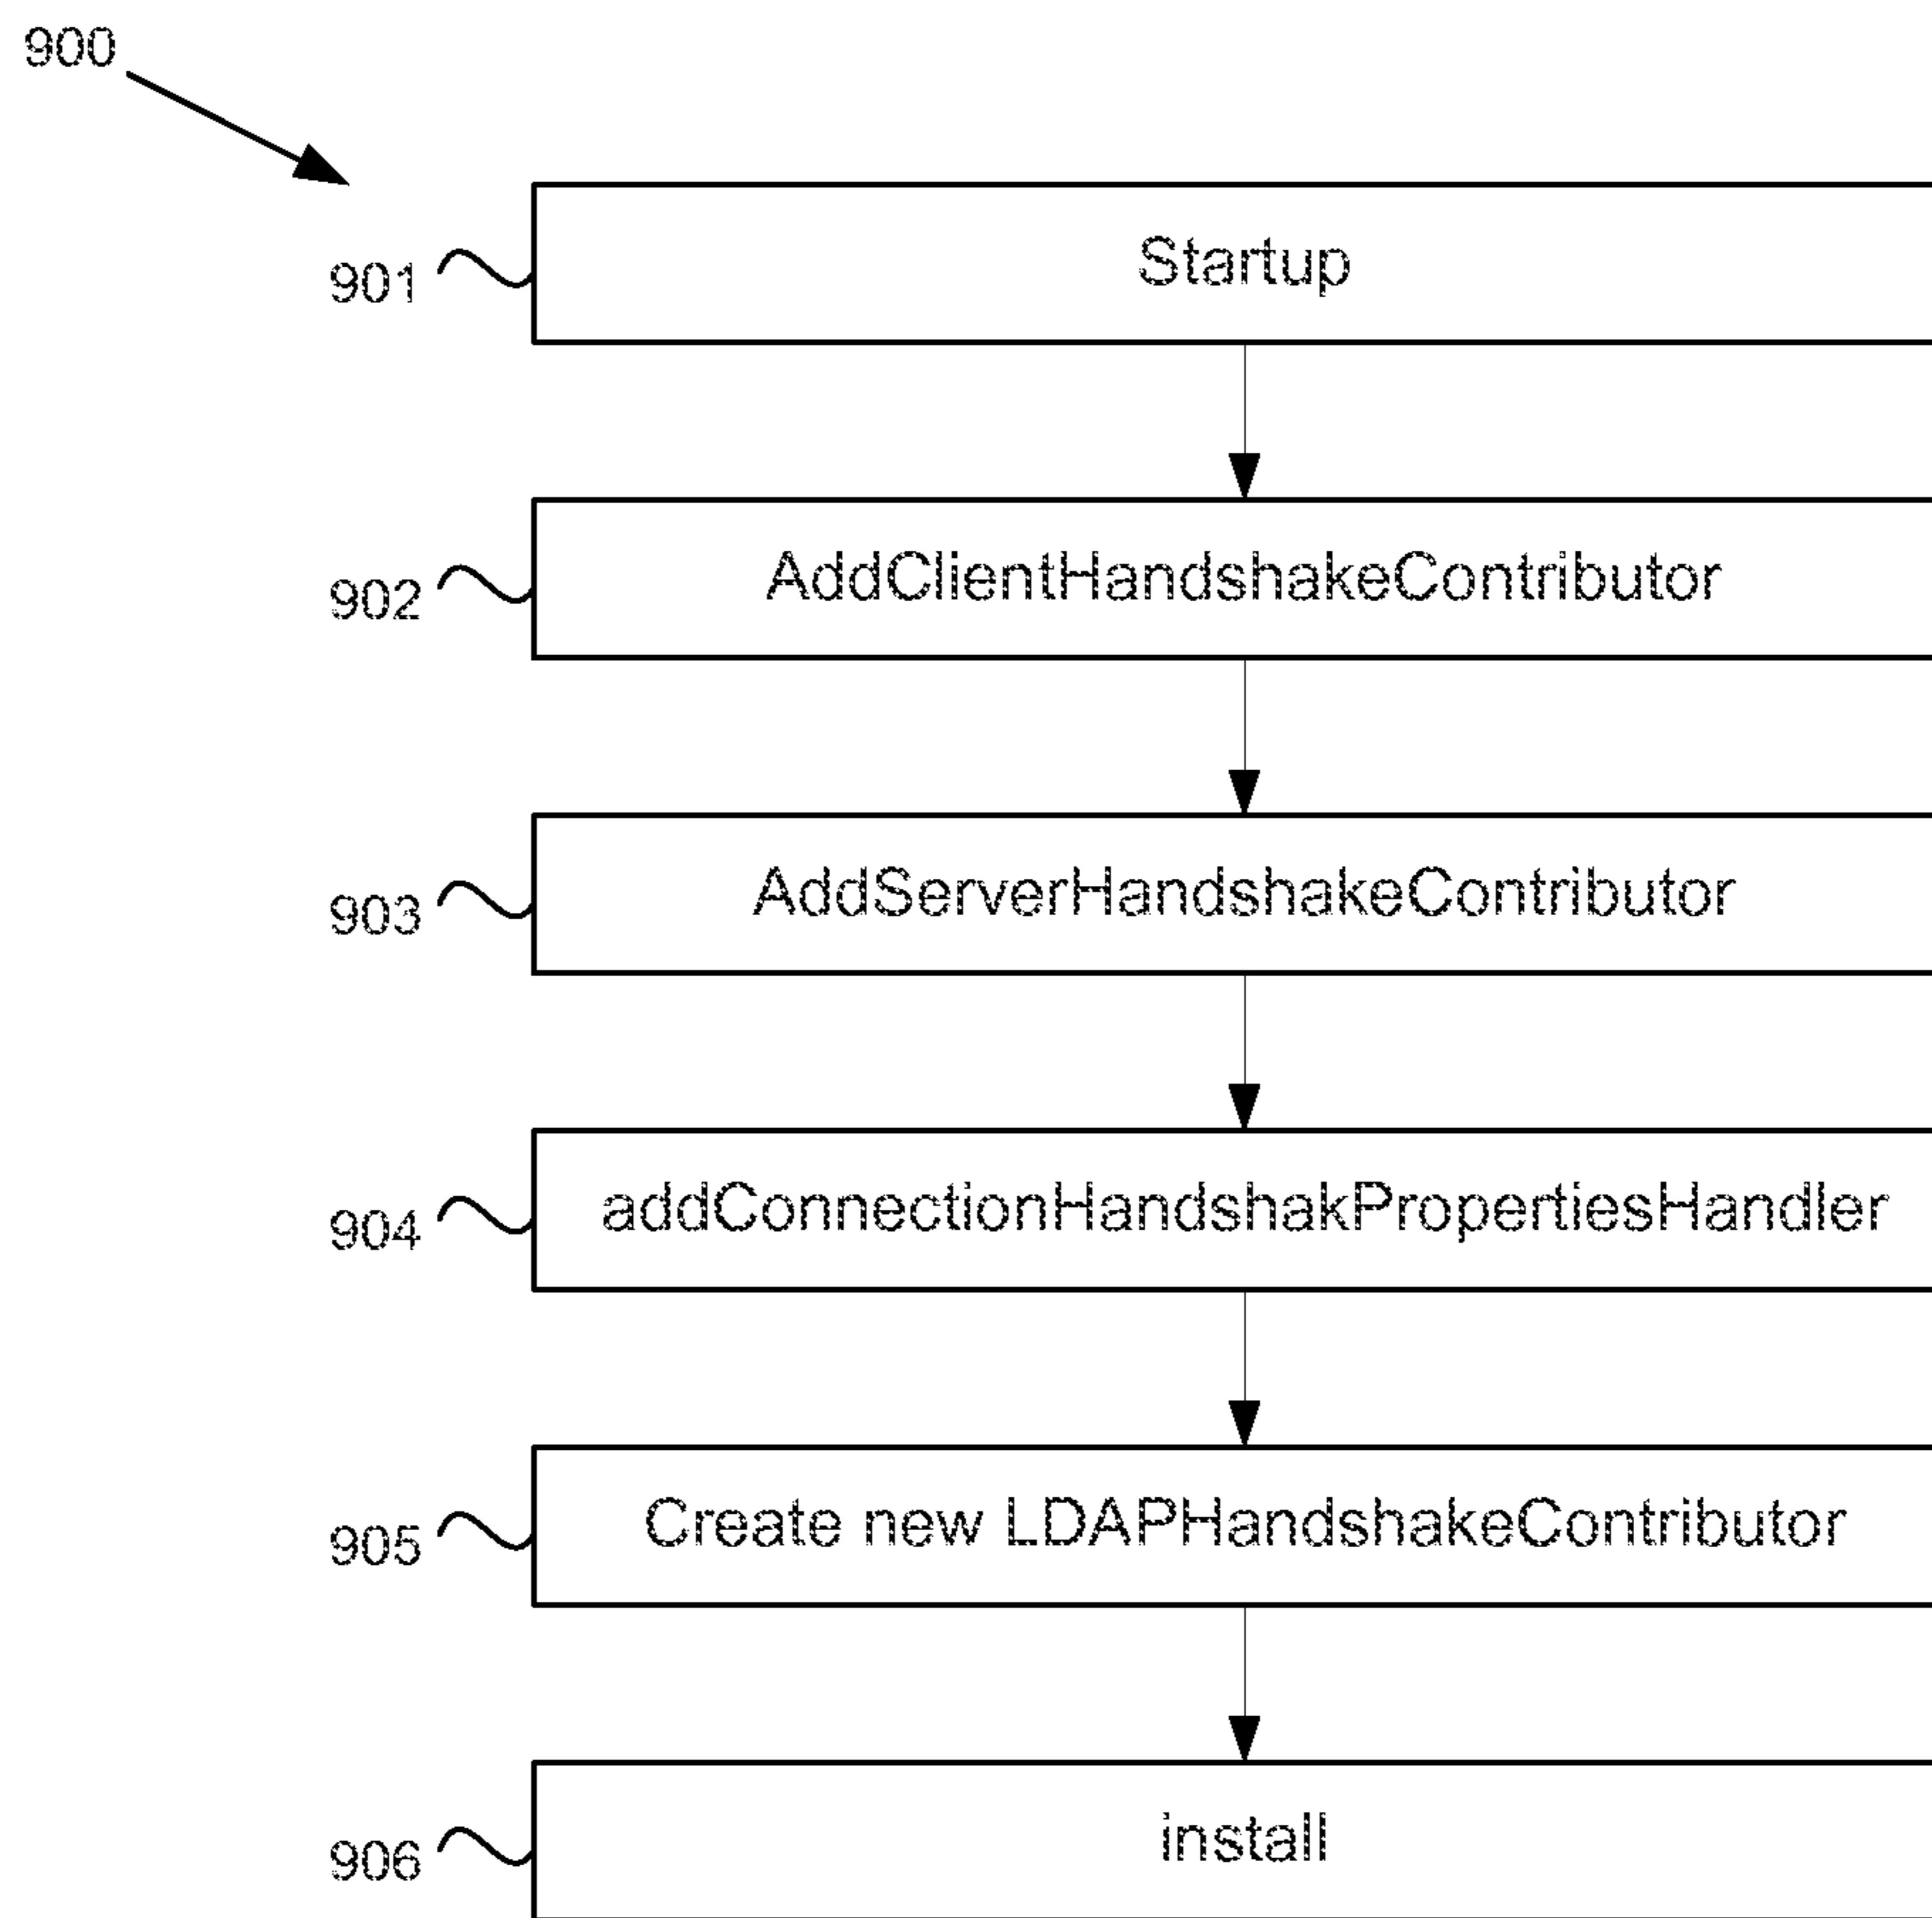 900
901
Startup
902
AddClientHandshakeContributor
903
AddServerHandshakeContributor
904
addConnectionHandshakPropertiesHandler
905
Create new LDAPHandshakeContributor
906
install